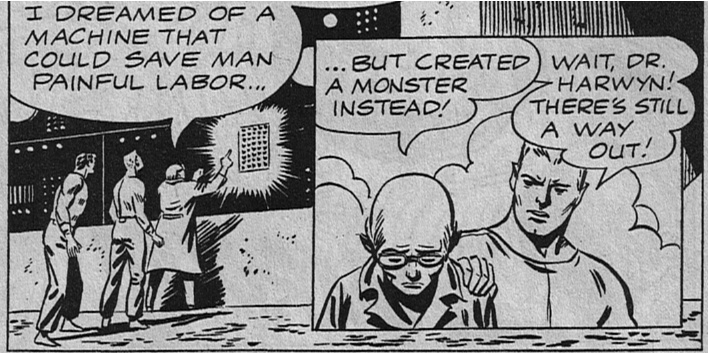 I DREAMED OF A
MACHINE THAT
COULD SAVE MAN
PAINFUL LABOR...
...BUT CREATED
A MONSTER
INSTEAD!
WAIT, DR.
HARWYN!
THERE'S STILL
A WAY
OUT!